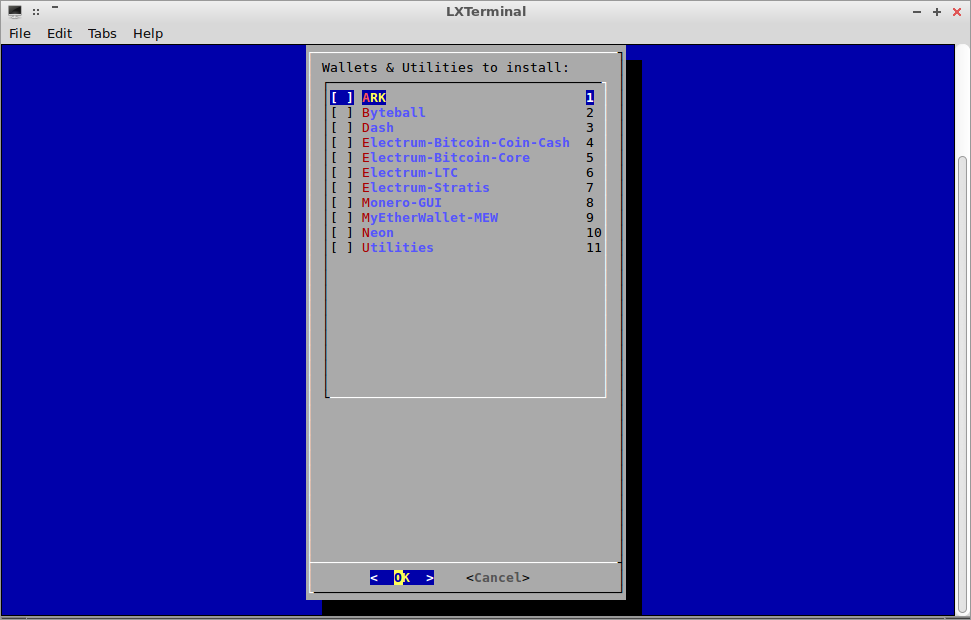 LXTerminal
File Edit Tabs Help
Wallets & Utilities to install:
[ ] ARK 1
[ ] Byteball 2
[ ] Dash 3
[ ] Electrum-Bitcoin-Coin-Cash 4
[ ] Electrum-Bitcoin-Core 5
[ ] Electrum-LTC 6
[ ] Electrum-Stratis 7
[ ] Monero-GUI 8
[ ] MyEtherWallet-MEW 9
[ ] Neon 10
[ ] Utilities 11
< OK > <Cancel>